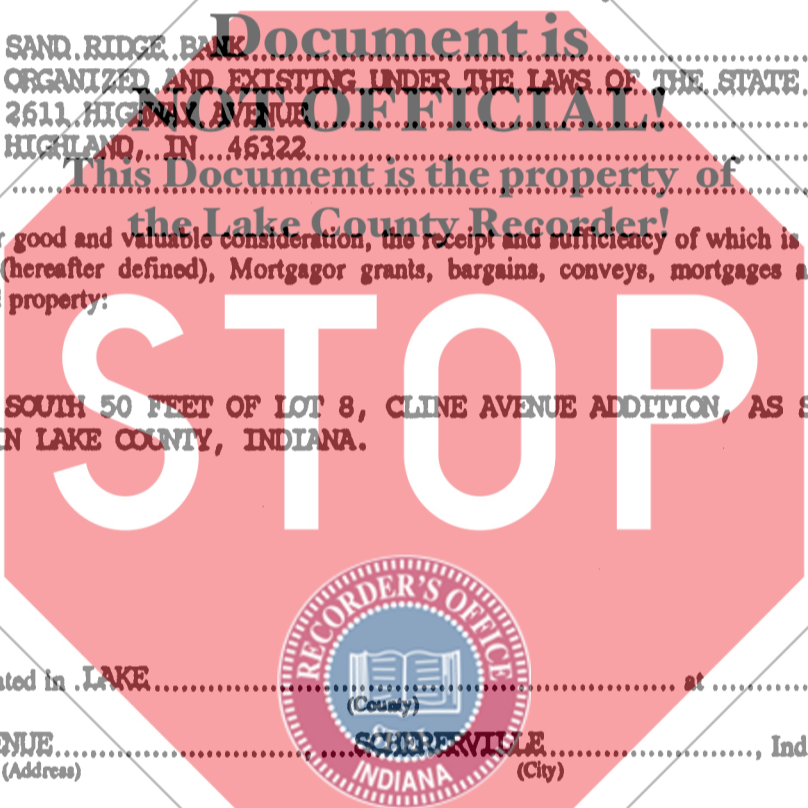 SAND RIDGE BANK
Document is
ORGANIZED AND EXISTING UNDER THE LAWS OF THE STATE
2611 HIGHWAY AVENUE
NOT OFFICIAL!
HIGHLAND, IN 46322
This Document is the property of
the Lake County Recorder!
good and valuable consideration, the receipt and sufficiency of which is
(hereafter defined), Mortgagor grants, bargains, conveys, mortgages
property:
STOP
SOUTH 50 FEET OF LOT 8, CLINE AVENUE ADDITION, AS
IN LAKE COUNTY, INDIANA.
RECORDER'S OFFICE
in LAKE at
(County)
SCHERERVILLE
(Address) (City)
INDIANA